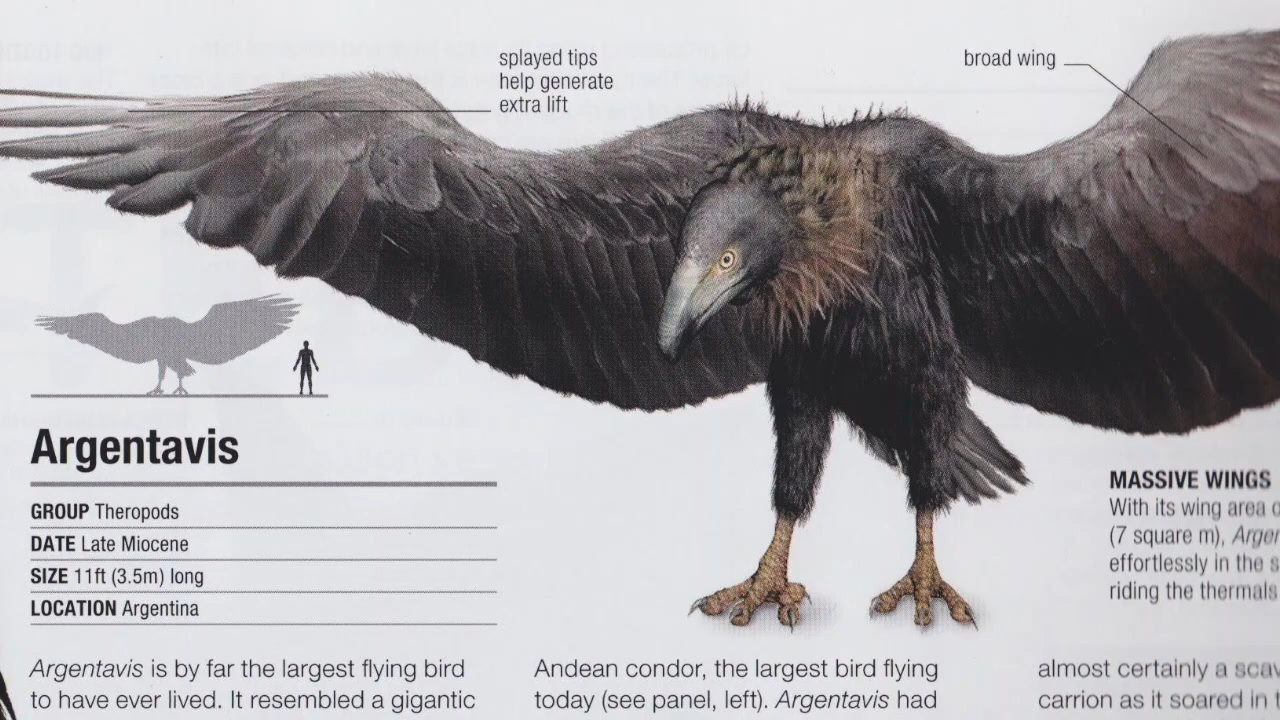 splayed tips
help generate
extra lift
broad wing
Argentavis
GROUP Theropods
DATE Late Miocene
SIZE 11ft (3.5m) long
LOCATION Argentina
MASSIVE WINGS
With its wing area
(7 square m),
effortlessly in the
riding the thermals
Argentavis is by far the largest flying bird
to have ever lived. It resembled a gigantic
Andean condor, the largest bird flying
today (see panel, left). Argentavis had
almost certainly a
carrion as it soared in